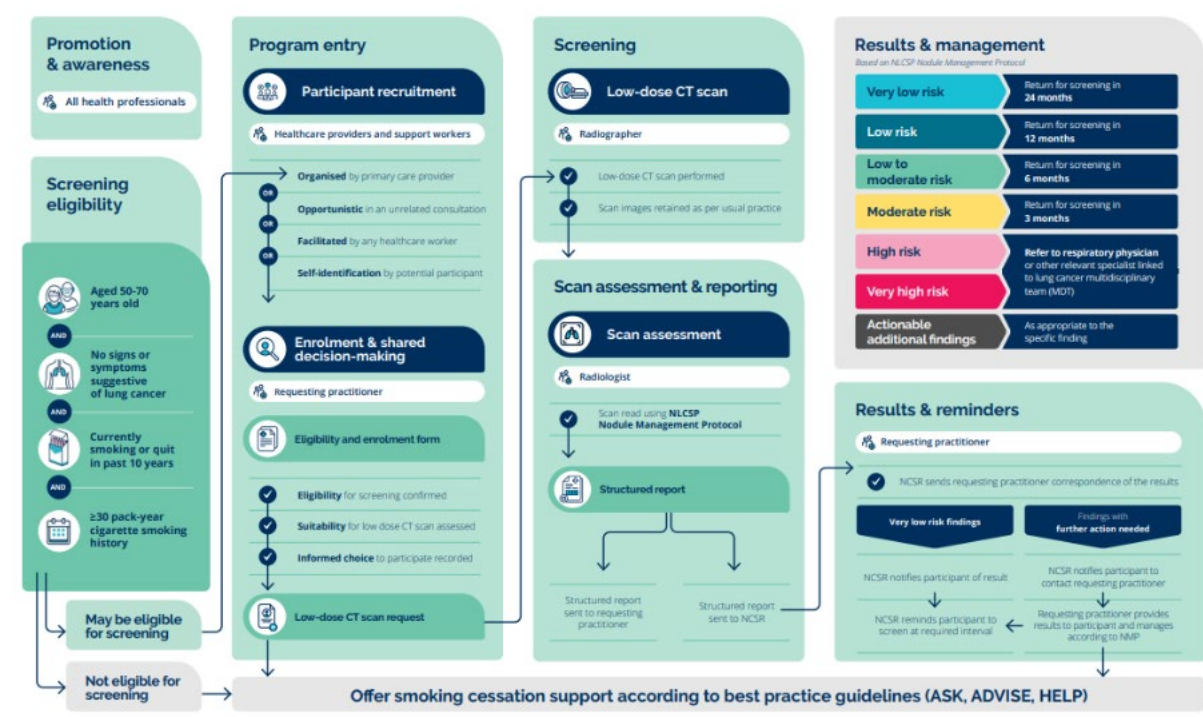 Promotion
& awareness
All health professionals
Screening
eligibility
Aged 50-70
years old
AND
No signs or
symptoms
suggestive
of lung cancer
AND
Currently
smoking or quit
in past 10 years
AND
≥30 pack-year
cigarette smoking
history
May be eligible
for screening
Not eligible for
screening
Program entry
Participant recruitment
Healthcare providers and support workers
Organised by primary care provider
OR
Opportunistic in an unrelated consultation
OR
Facilitated by any healthcare worker
OR
Self-identification by potential participant
Enrolment & shared
decision-making
Requesting practitioner
Eligibility and enrolment form
Eligibility for screening confirmed
Suitability for low dose CT scan assessed
Informed choice to participate recorded
Low-dose CT scan request
Screening
Low-dose CT scan
Radiographer
Low-dose CT scan performed
Scan images retained as per usual practice
Scan assessment & reporting
Scan assessment
Radiologist
Scan read using NLCSP
Nodule Management Protocol
Structured report
Structured report
sent to requesting
practitioner
Structured report
sent to NCSR
Results & management
Based on NLCSP Nodule Management Protocol
Very low risk
Return for screening in
24 months
Low risk
Return for screening in
12 months
Low to
moderate risk
Return for screening in
6 months
Moderate risk
Return for screening in
3 months
High risk
Very high risk
Refer to respiratory physician
or other relevant specialist linked
to lung cancer multidisciplinary
team (MDT)
Actionable
additional findings
As appropriate to the
specific finding
Results & reminders
Requesting practitioner
NCSR sends requesting practitioner correspondence of the results
Very low risk findings
NCSR notifies participant of result
NCSR reminds participant to
screen at required interval
Findings with
further action needed
NCSR notifies participant to
contact requesting practitioner
Requesting practitioner provides
results to participant and manages
according to NMP
Offer smoking cessation support according to best practice guidelines (ASK, ADVISE, HELP)